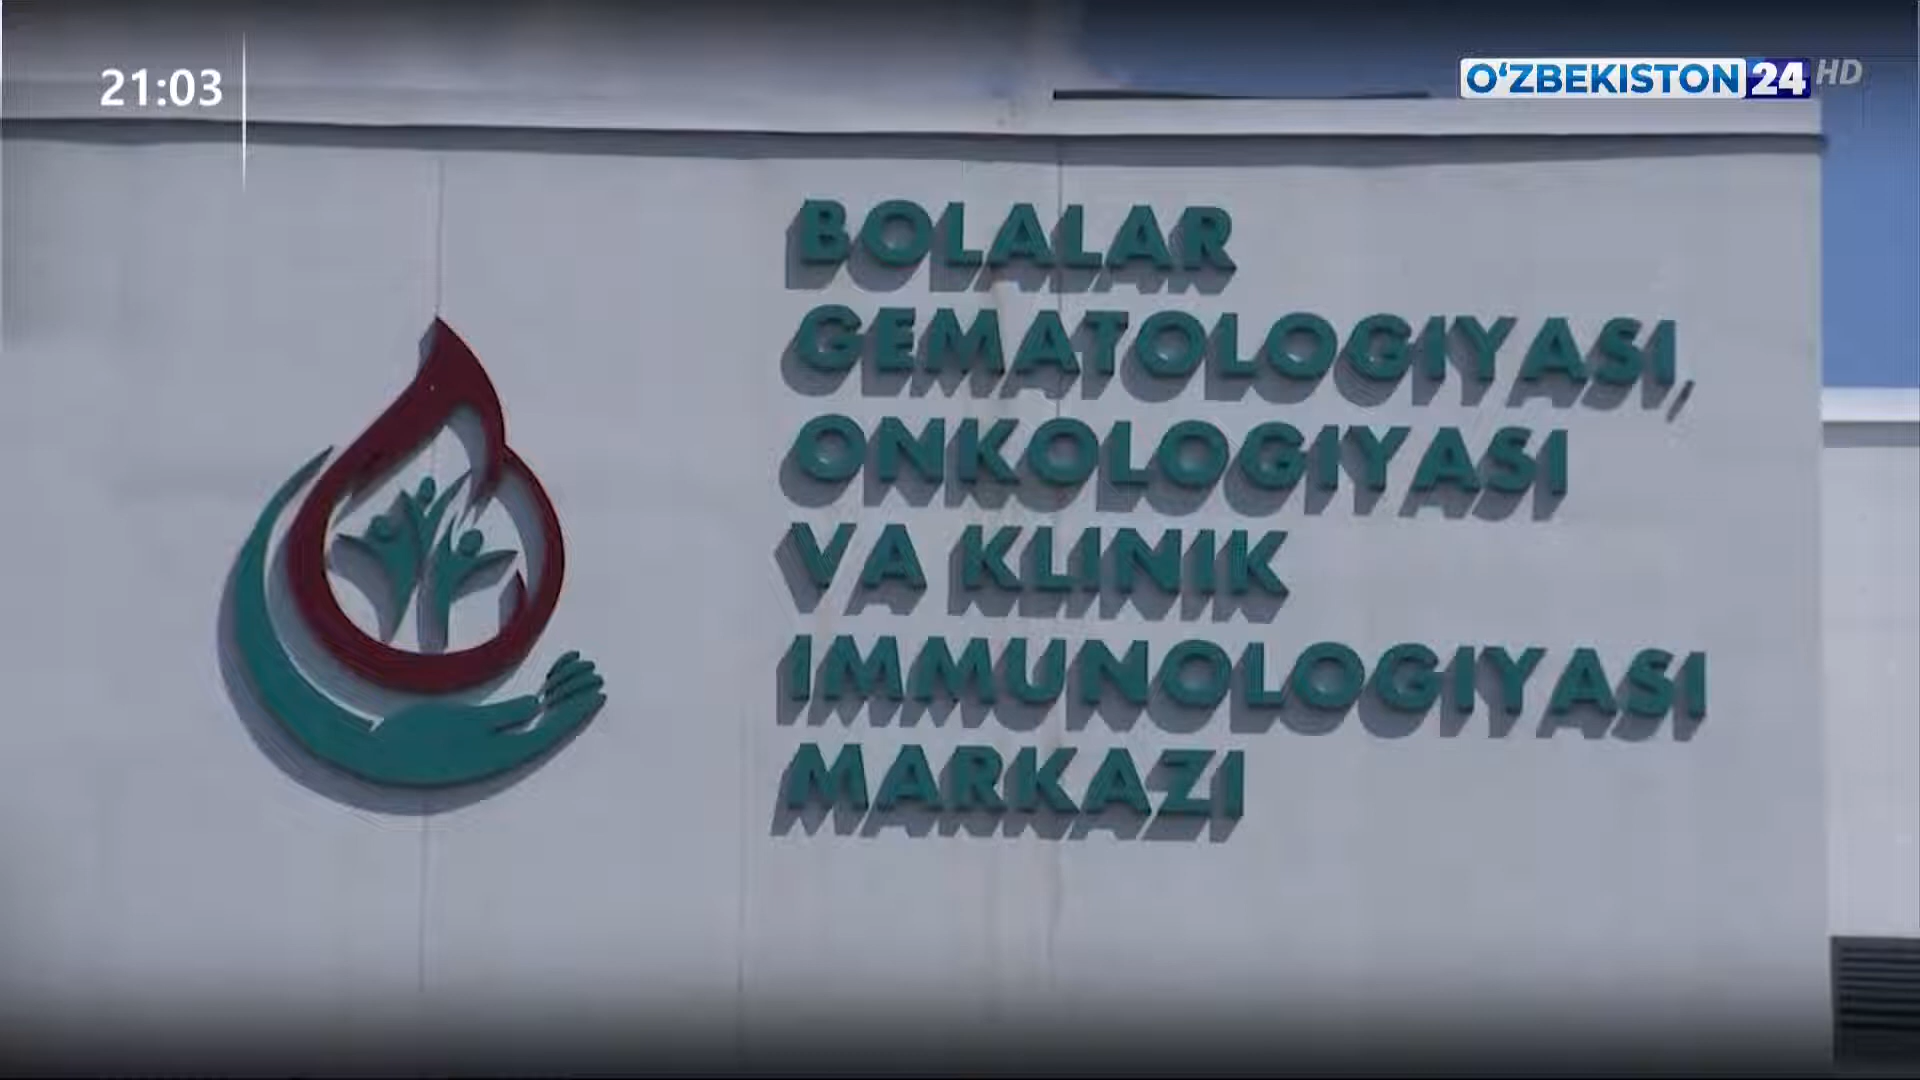 21:03
O‘ZBEKISTON 24 HD
BOLALAR
GEMATOLOGIYASI,
ONKOLOGIYASI
VA KLINIK
IMMUNOLOGIYASI
MARKAZI